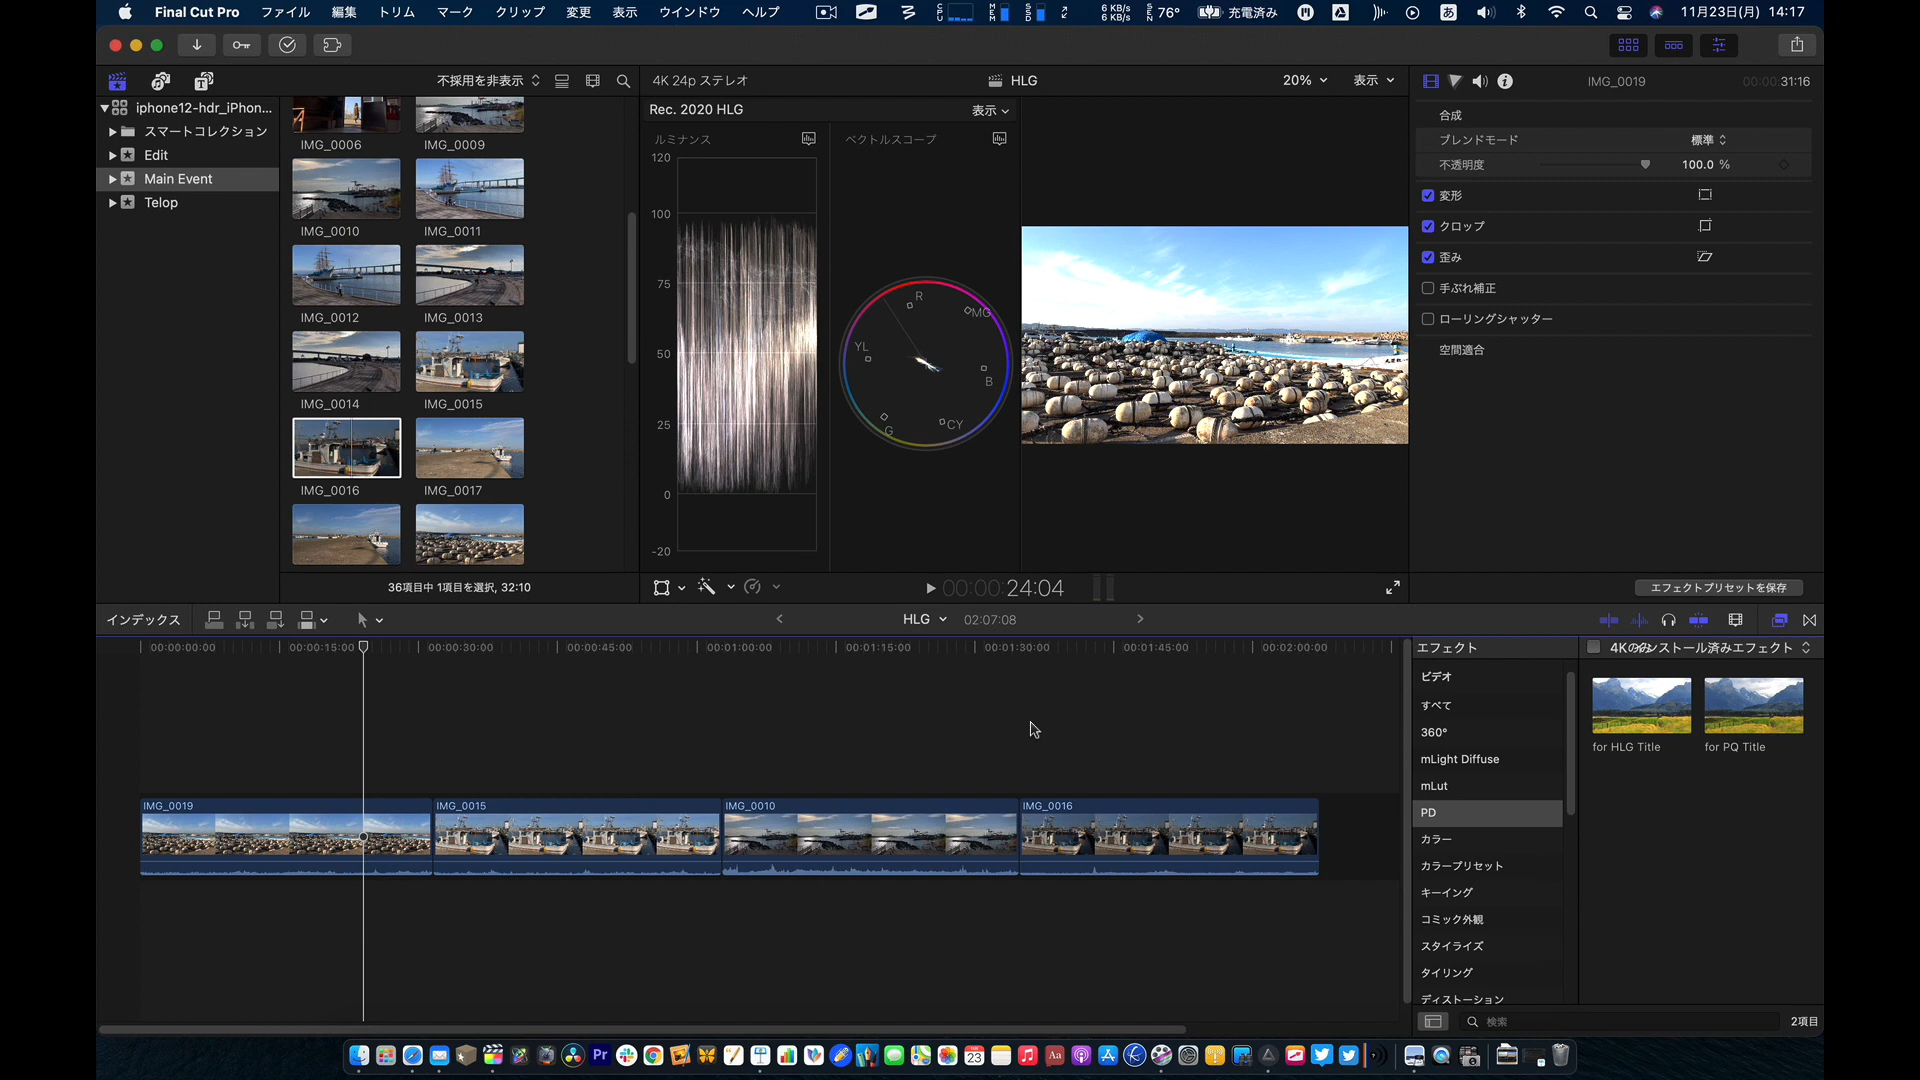 Final Cut Pro ファイル 編集 トリム マーク クリップ 変更 表示 ウインドウ ヘルプ
6 KB/s
6 KB/s
76° 充電済み
11月23日(月) 14:17
不採用を非表示
4K 24p ステレオ
HLG
20%
表示
IMG_0019
00:00:31:16
iphone12-hdr_iPhon...
スマートコレクション
Edit
Main Event
Telop
IMG_0006
IMG_0009
IMG_0010
IMG_0011
IMG_0012
IMG_0013
IMG_0014
IMG_0015
IMG_0016
IMG_0017
36項目中 1項目を選択, 32:10
Rec. 2020 HLG
表示
ルミナンス
ベクトルスコープ
120
100
75
50
25
0
-20
R
MG
YL
B
G
CY
00:00:00:24:04
合成
ブレンドモード 標準
不透明度 100.0 %
変形
クロップ
歪み
手ぶれ補正
ローリングシャッター
空間適合
エフェクトプリセットを保存
インデックス
HLG 02:07:08
00:00:00:00
00:00:15:00
00:00:30:00
00:00:45:00
00:01:00:00
00:01:15:00
00:01:30:00
00:01:45:00
00:02:00:00
IMG_0019
IMG_0015
IMG_0010
IMG_0016
エフェクト
ビデオ
すべて
360°
mLight Diffuse
mLut
PD
カラー
カラープリセット
キーイング
コミック外観
スタイライズ
タイリング
ディストーション
インストール済みエフェクト
for HLG Title
for PQ Title
検索
2項目
Pr
23
Aa